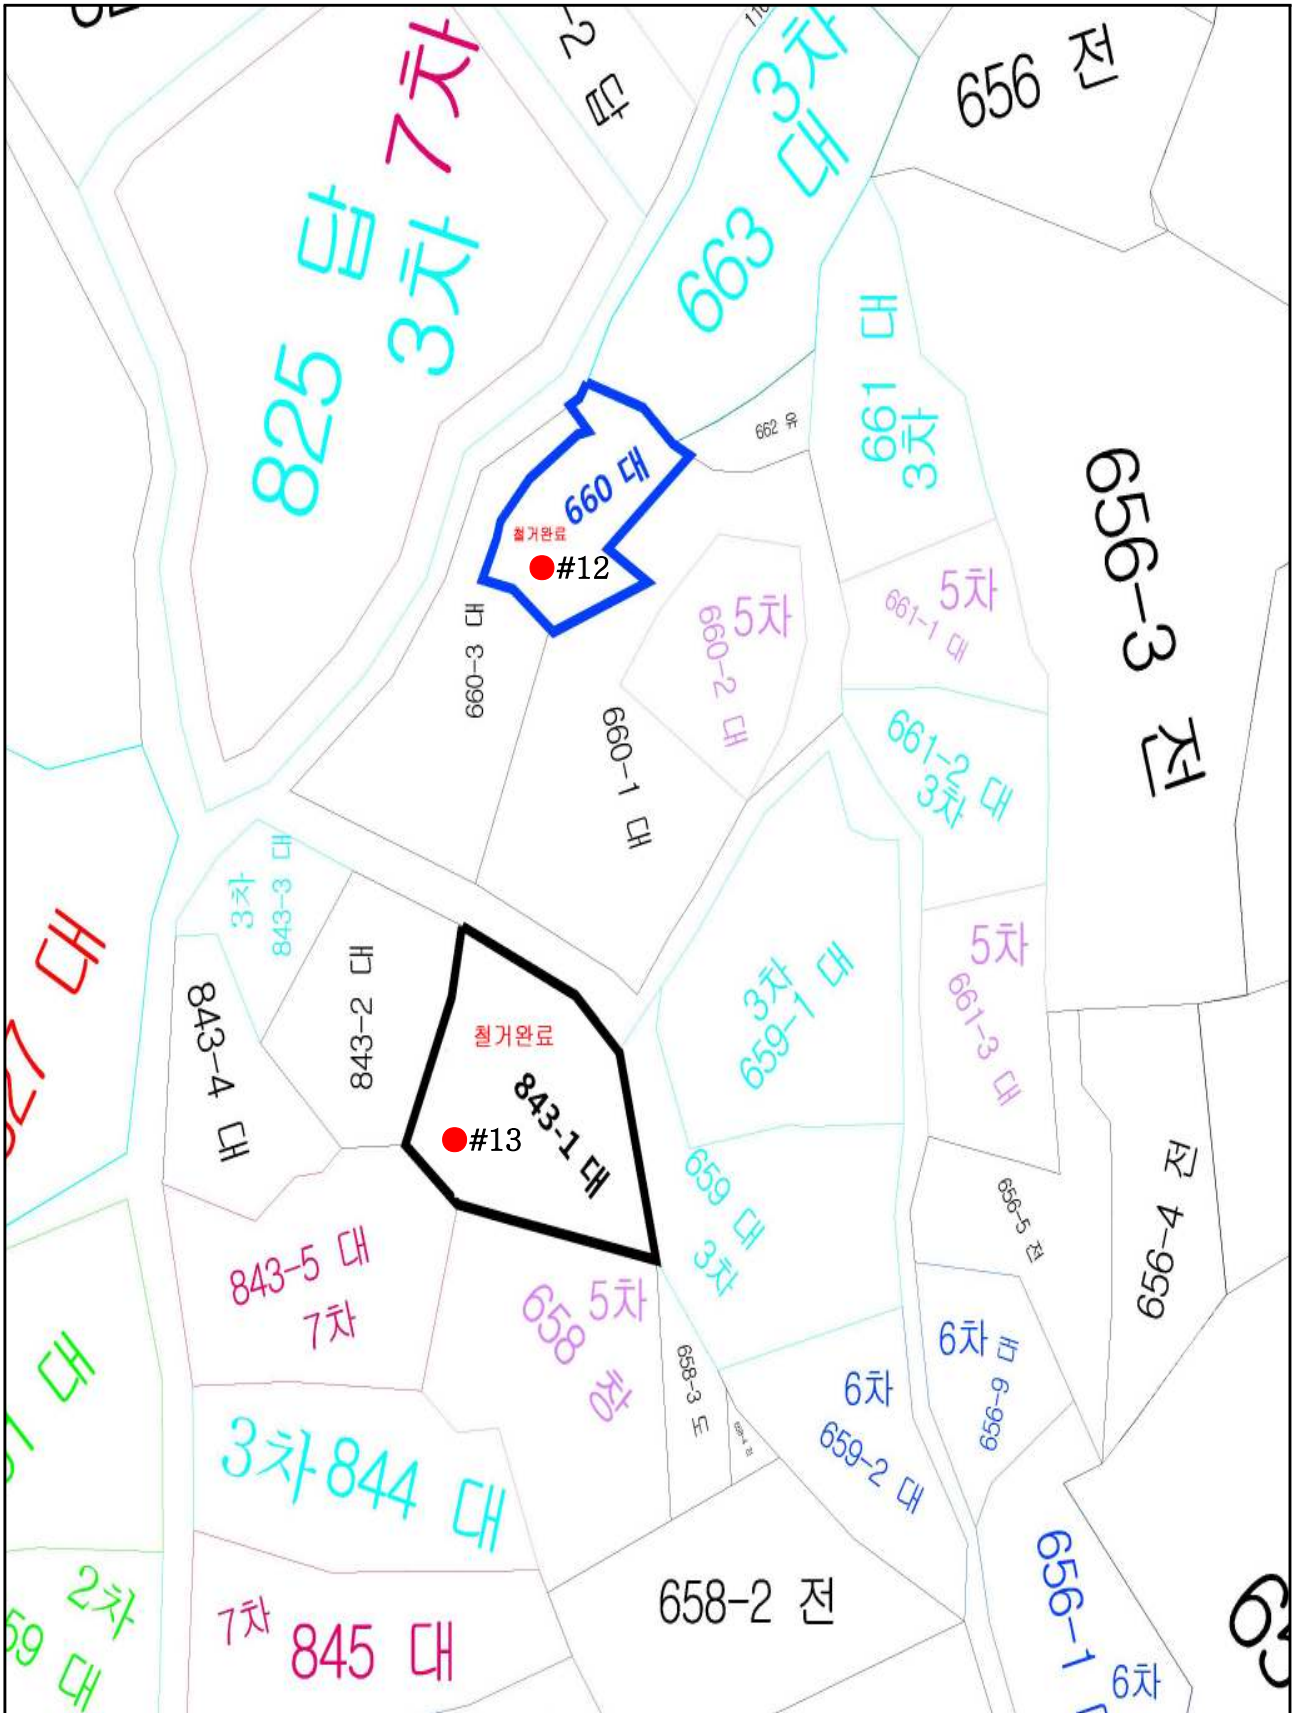 -2 답
3차
663 대
656 전
7차
825 답
3차
661 대
3차
662 유
660 대
철거완료
#12
656-3 전
5차
661-1 대
5차
660-2 대
660-3 대
660-1 대
661-2 대
3차
3차
843-3 대
대
843-2 대
843-4 대
철거완료
843-1 대
#13
3차
659-1 대
5차
661-3 대
659 대
3차
656-5 전
656-4 전
843-5 대
7차
5차
658 창
658-3 도
6차
659-2 대
6차
656-9 대
대
3차 844 대
2차
59 대
7차 845 대
658-2 전
656-1
6차